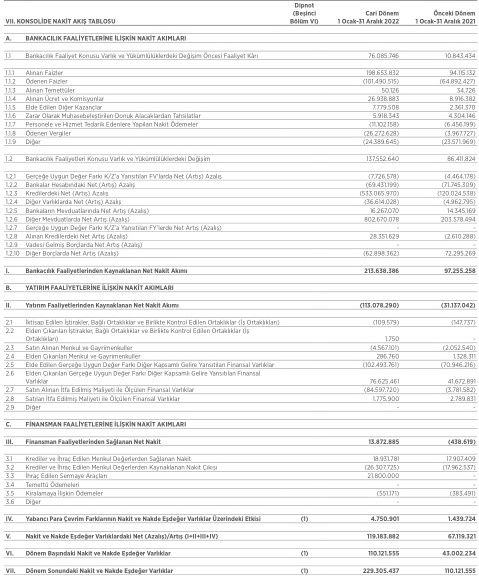 Dipnot
(Beşinci Cari Dönem Önceki Dönem
VII. KONSOLİDE NAKİT AKIŞ TABLOSU Bölüm VI) 1 Ocak-31 Aralık 2022 1 Ocak-31 Aralık 2021
A. BANKACILIK FAALİYETLERİNE İLİŞKİN NAKİT AKIMLARI
1.1 Bankacılık Faaliyet Konusu Varlık ve Yükümlülüklerdeki Değişim Öncesi Faaliyet Kârı 76.085.746 10.843.434
1.1.1 Alınan Faizler 198.653.832 94.115.132
1.1.2 Ödenen Faizler (101.490.515) (64.892.427)
1.1.3 Alınan Temettüler 50.126 34.726
1.1.4 Alınan Ücret ve Komisyonlar 26.938.883 8.916.382
1.1.5 Elde Edilen Diğer Kazançlar 7.779.508 2.361.370
1.1.6 Zarar Olarak Muhasebeleştirilen Donuk Alacaklardan Tahsilatlar 5.918.343 4.304.146
1.1.7 Personele ve Hizmet Tedarik Edenlere Yapılan Nakit Ödemeler (11.102.158) (6.456.199)
1.1.8 Ödenen Vergiler (26.272.628) (3.967.727)
1.1.9 Diğer (24.389.645) (23.571.969)
1.2 Bankacılık Faaliyetleri Konusu Varlık ve Yükümlülüklerdeki Değişim 137.552.640 86.411.824
1.2.1 Gerçeğe Uygun Değer Farkı K/Z'a Yansıtılan FV'larda Net (Artış) Azalış (7.726.578) (4.464.178)
1.2.2 Bankalar Hesabındaki Net (Artış) Azalış (69.431.199) (71.745.309)
1.2.3 Kredilerdeki Net (Artış) Azalış (533.065.970) (120.024.538)
1.2.4 Diğer Varlıklarda Net (Artış) Azalış (36.614.028) (4.962.795)
1.2.5 Bankaların Mevduatlarında Net Artış (Azalış) 16.267.070 14.345.169
1.2.6 Diğer Mevduatlarda Net Artış (Azalış) 802.670.078 203.378.494
1.2.7 Gerçeğe Uygun Değer Farkı K/Z'a Yansıtılan FY'lerde Net Artış (Azalış) - -
1.2.8 Alınan Kredilerdeki Net Artış (Azalış) 28.351.629 (2.610.288)
1.2.9 Vadesi Gelmiş Borçlarda Net Artış (Azalış) - -
1.2.10 Diğer Borçlarda Net Artış (Azalış) (62.898.362) 72.295.269
I. Bankacılık Faaliyetlerinden Kaynaklanan Net Nakit Akımı 213.638.386 97.255.258
B. YATIRIM FAALİYETLERİNE İLİŞKİN NAKİT AKIMLARI
II. Yatırım Faaliyetlerinden Kaynaklanan Net Nakit Akımı (113.078.290) (31.137.042)
2.1 İktisap Edilen İştirakler, Bağlı Ortaklıklar ve Birlikte Kontrol Edilen Ortaklıklar (İş Ortaklıkları) (109.579) (147.737)
2.2 Elden Çıkarılan İştirakler, Bağlı Ortaklıklar ve Birlikte Kontrol Edilen Ortaklıklar (İş
Ortaklıkları) 1.750 -
2.3 Satın Alınan Menkul ve Gayrimenkuller (4.567.101) (2.052.540)
2.4 Elden Çıkarılan Menkul ve Gayrimenkuller 286.760 1.328.311
2.5 Elde Edilen Gerçeğe Uygun Değer Farkı Diğer Kapsamlı Gelire Yansıtılan Finansal Varlıklar (102.493.761) (70.946.216)
2.6 Elden Çıkarılan Gerçeğe Uygun Değer Farkı Diğer Kapsamlı Gelire Yansıtılan Finansal
Varlıklar 76.625.461 41.672.891
2.7 Satın Alınan İtfa Edilmiş Maliyeti ile Ölçülen Finansal Varlıklar (84.597.720) (3.781.582)
2.8 Satılan İtfa Edilmiş Maliyeti ile Ölçülen Finansal Varlıklar 1.775.900 2.789.831
2.9 Diğer - -
C. FİNANSMAN FAALİYETLERİNE İLİŞKİN NAKİT AKIMLARI
III. Finansman Faaliyetlerinden Sağlanan Net Nakit 13.872.885 (438.619)
3.1 Krediler ve İhraç Edilen Menkul Değerlerden Sağlanan Nakit 18.931.781 17.907.409
3.2 Krediler ve İhraç Edilen Menkul Değerlerden Kaynaklanan Nakit Çıkışı (26.307.725) (17.962.537)
3.3 İhraç Edilen Sermaye Araçları 21.800.000 -
3.4 Temettü Ödemeleri - -
3.5 Kiralamaya İlişkin Ödemeler (551.171) (383.491)
3.6 Diğer - -
IV. Yabancı Para Çevrim Farklarının Nakit ve Nakde Eşdeğer Varlıklar Üzerindeki Etkisi (1) 4.750.901 1.439.724
V. Nakit ve Nakde Eşdeğer Varlıklardaki Net (Azalış)/Artış (I+II+III+IV) 119.183.882 67.119.321
VI. Dönem Başındaki Nakit ve Nakde Eşdeğer Varlıklar (1) 110.121.555 43.002.234
VII. Dönem Sonundaki Nakit ve Nakde Eşdeğer Varlıklar (1) 229.305.437 110.121.555